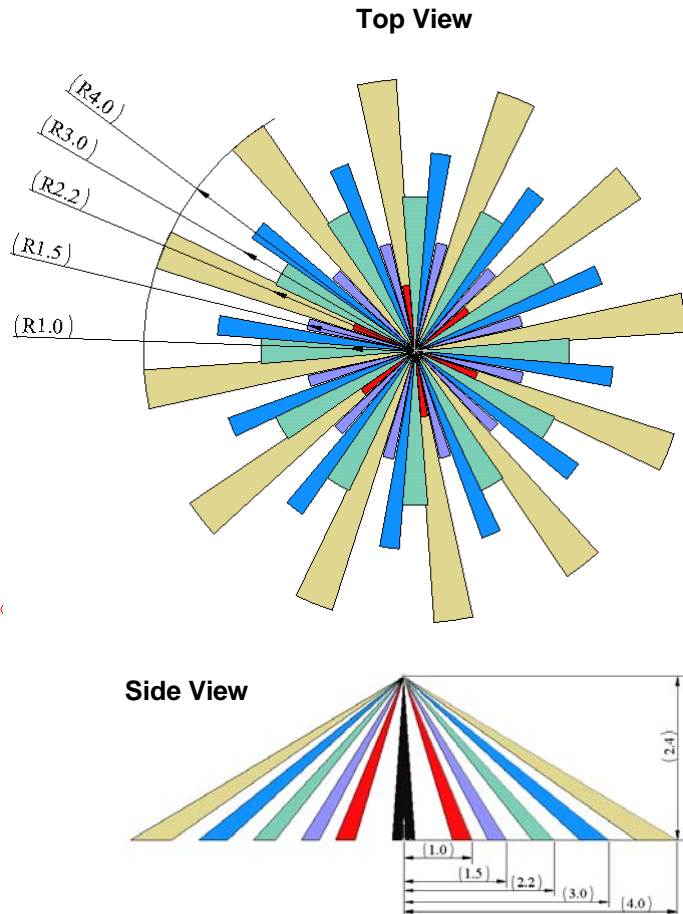 Top View
(R4.0)
(R3.0)
(R2.2)
(R1.5)
(R1.0)
Side View
(2.4)
(1.0)
(1.5)
(2.2)
(3.0)
(4.0)